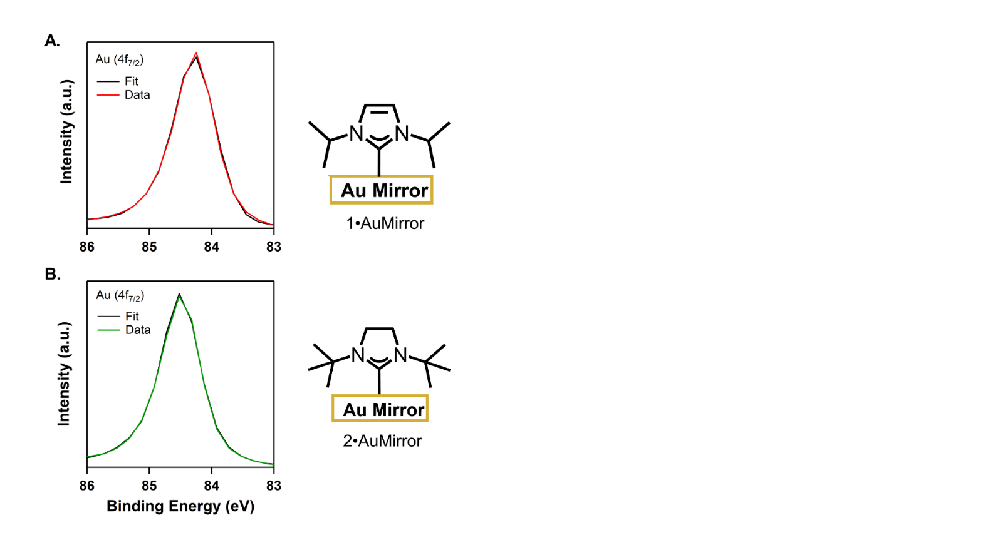 A.
Au (4f7/2)
Fit
Data
Intensity (a.u.)
86 85 84 83
N N
Au Mirror
1•AuMirror
B.
Au (4f7/2)
Fit
Data
Intensity (a.u.)
86 85 84 83
Binding Energy (eV)
N N
Au Mirror
2•AuMirror